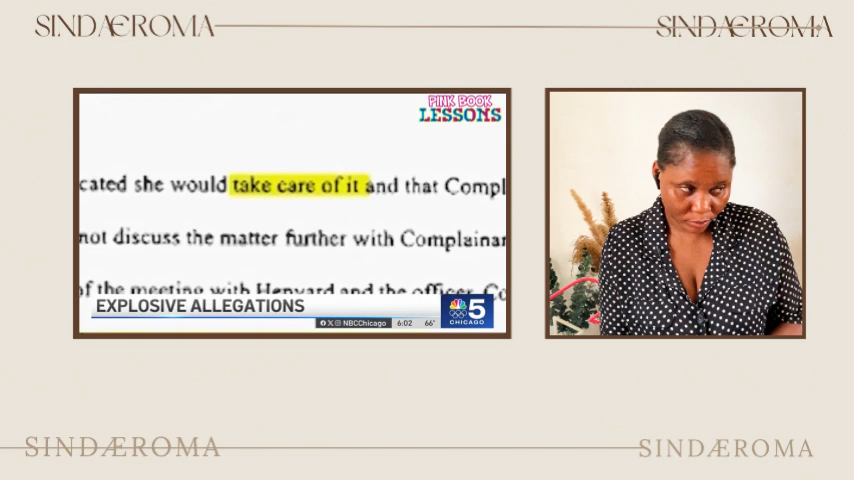 SINDÆROMA
SINDÆROMA
PINK BOOK
LESSONS
cated she would take care of it and that Compl
not discuss the matter further with Complainan
of the meeting with Henyard and the officer, Co
EXPLOSIVE ALLEGATIONS
NBCChicago
6:02
66°
5
CHICAGO
SINDÆROMA
SINDÆROMA